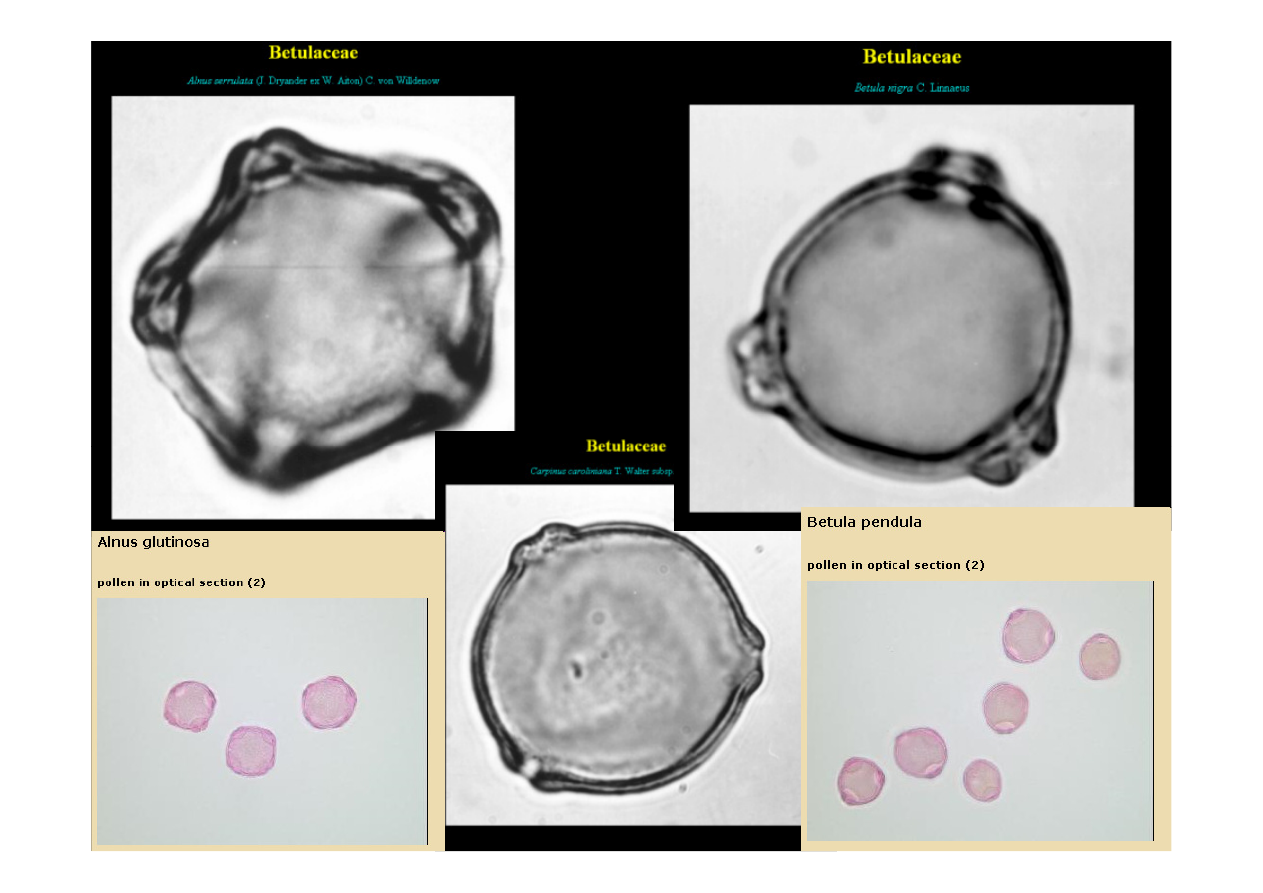 Betulaceae
Alnus serrulata (J. Dryander ex W. Aiton) C. von Willdenow
Betulaceae
Betula nigra C. Linnaeus
Betulaceae
Carpinus caroliniana T. Walter subsp.
Alnus glutinosa
pollen in optical section (2)
Betula pendula
pollen in optical section (2)